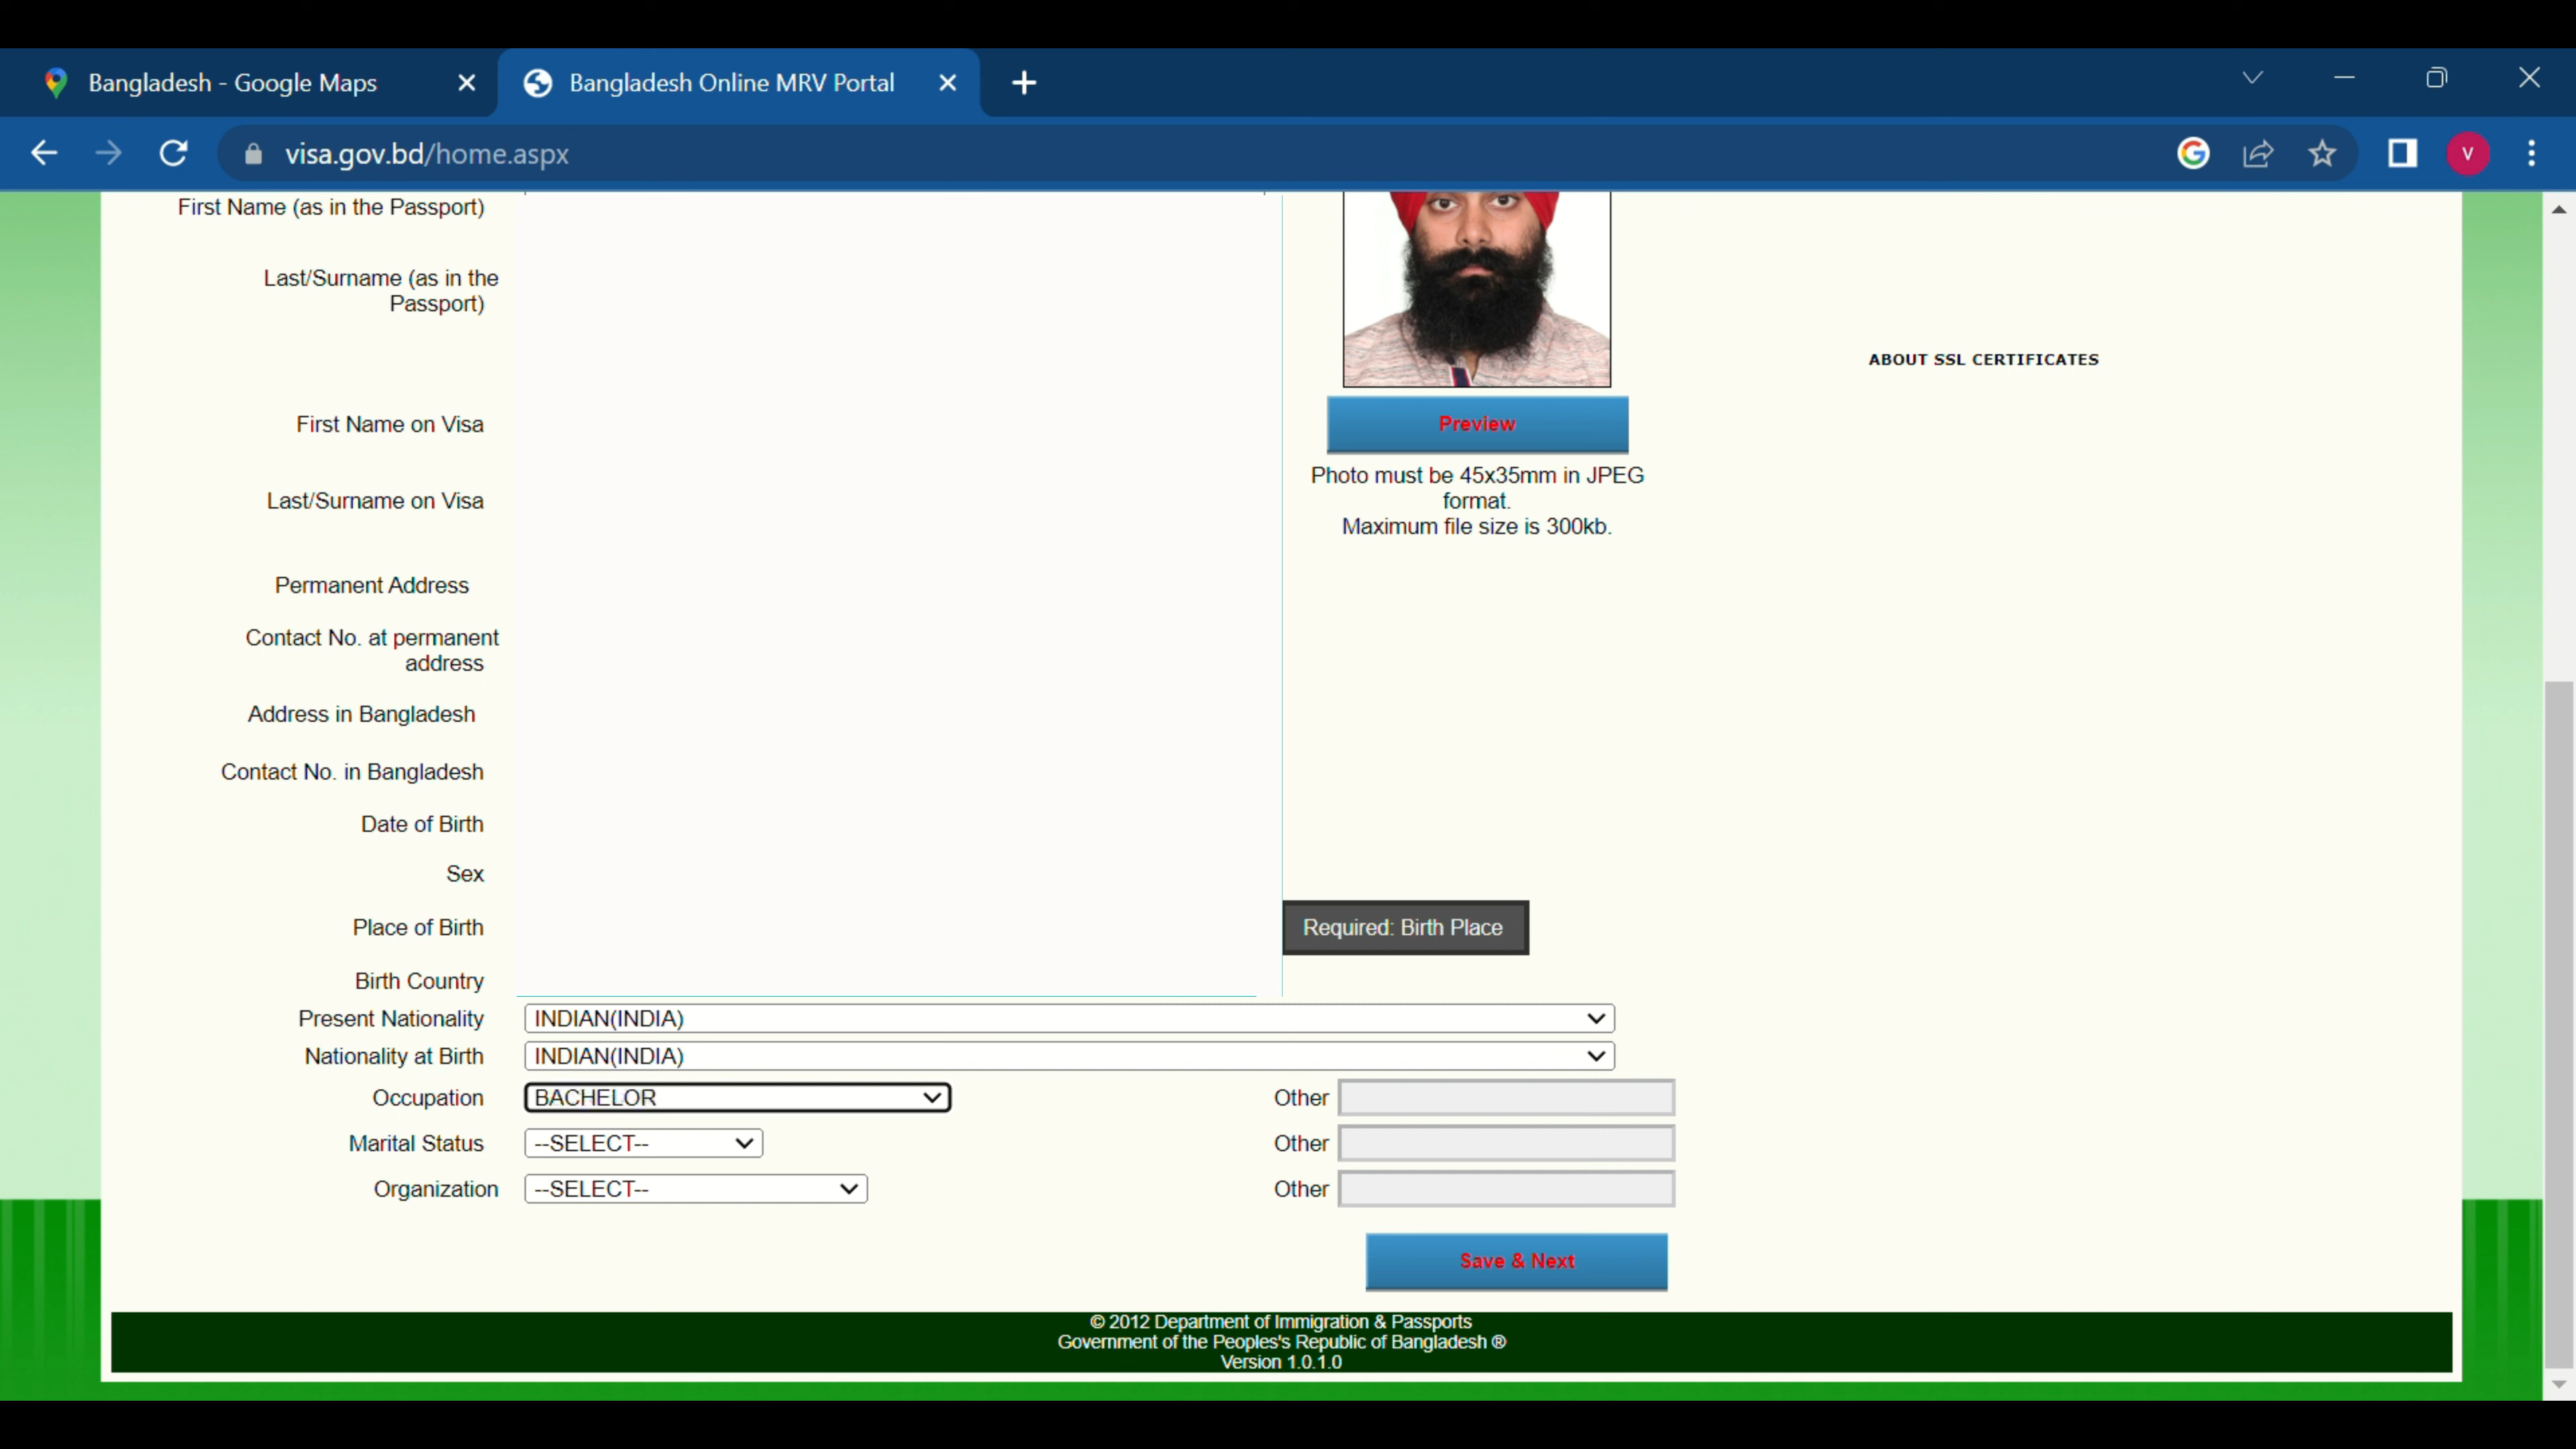 Bangladesh - Google Maps
Bangladesh Online MRV Portal
visa.gov.bd/home.aspx
V
First Name (as in the Passport)
Last/Surname (as in the
Passport)
ABOUT SSL CERTIFICATES
First Name on Visa
Preview
Photo must be 45x35mm in JPEG
format.
Maximum file size is 300kb.
Last/Surname on Visa
Permanent Address
Contact No. at permanent
address
Address in Bangladesh
Contact No. in Bangladesh
Date of Birth
Sex
Place of Birth
Required: Birth Place
Birth Country
Present Nationality INDIAN(INDIA)
Nationality at Birth INDIAN(INDIA)
Occupation BACHELOR Other
Marital Status --SELECT-- Other
Organization --SELECT-- Other
Save & Next
© 2012 Department of Immigration & Passports
Government of the Peoples's Republic of Bangladesh ®
Version 1.0.1.0